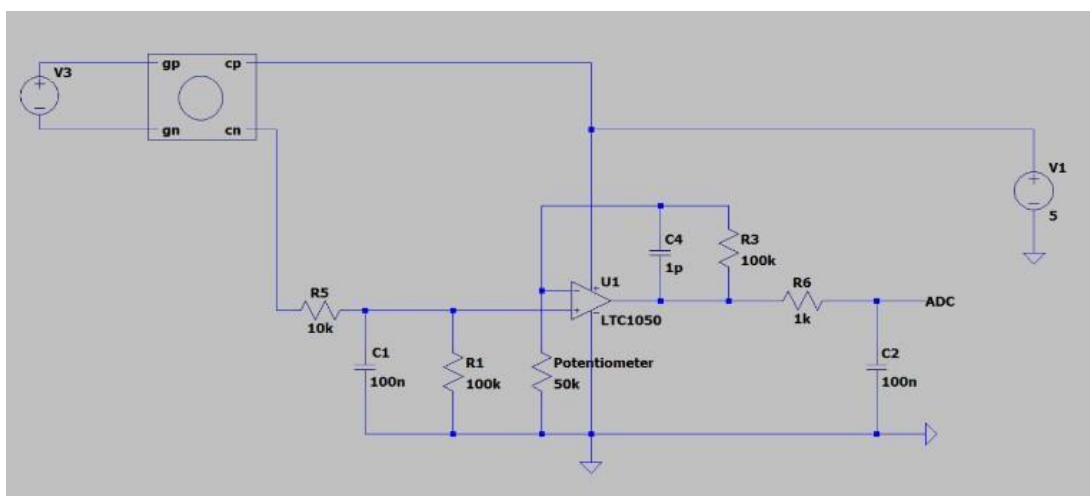 V3
+
−
gp
cp
gn
cn
V1
+
−
5
C4
1p
R3
100k
U1
LTC1050
−
+
+
−
R5
10k
R6
1k
ADC
C1
100n
R1
100k
Potentiometer
50k
C2
100n